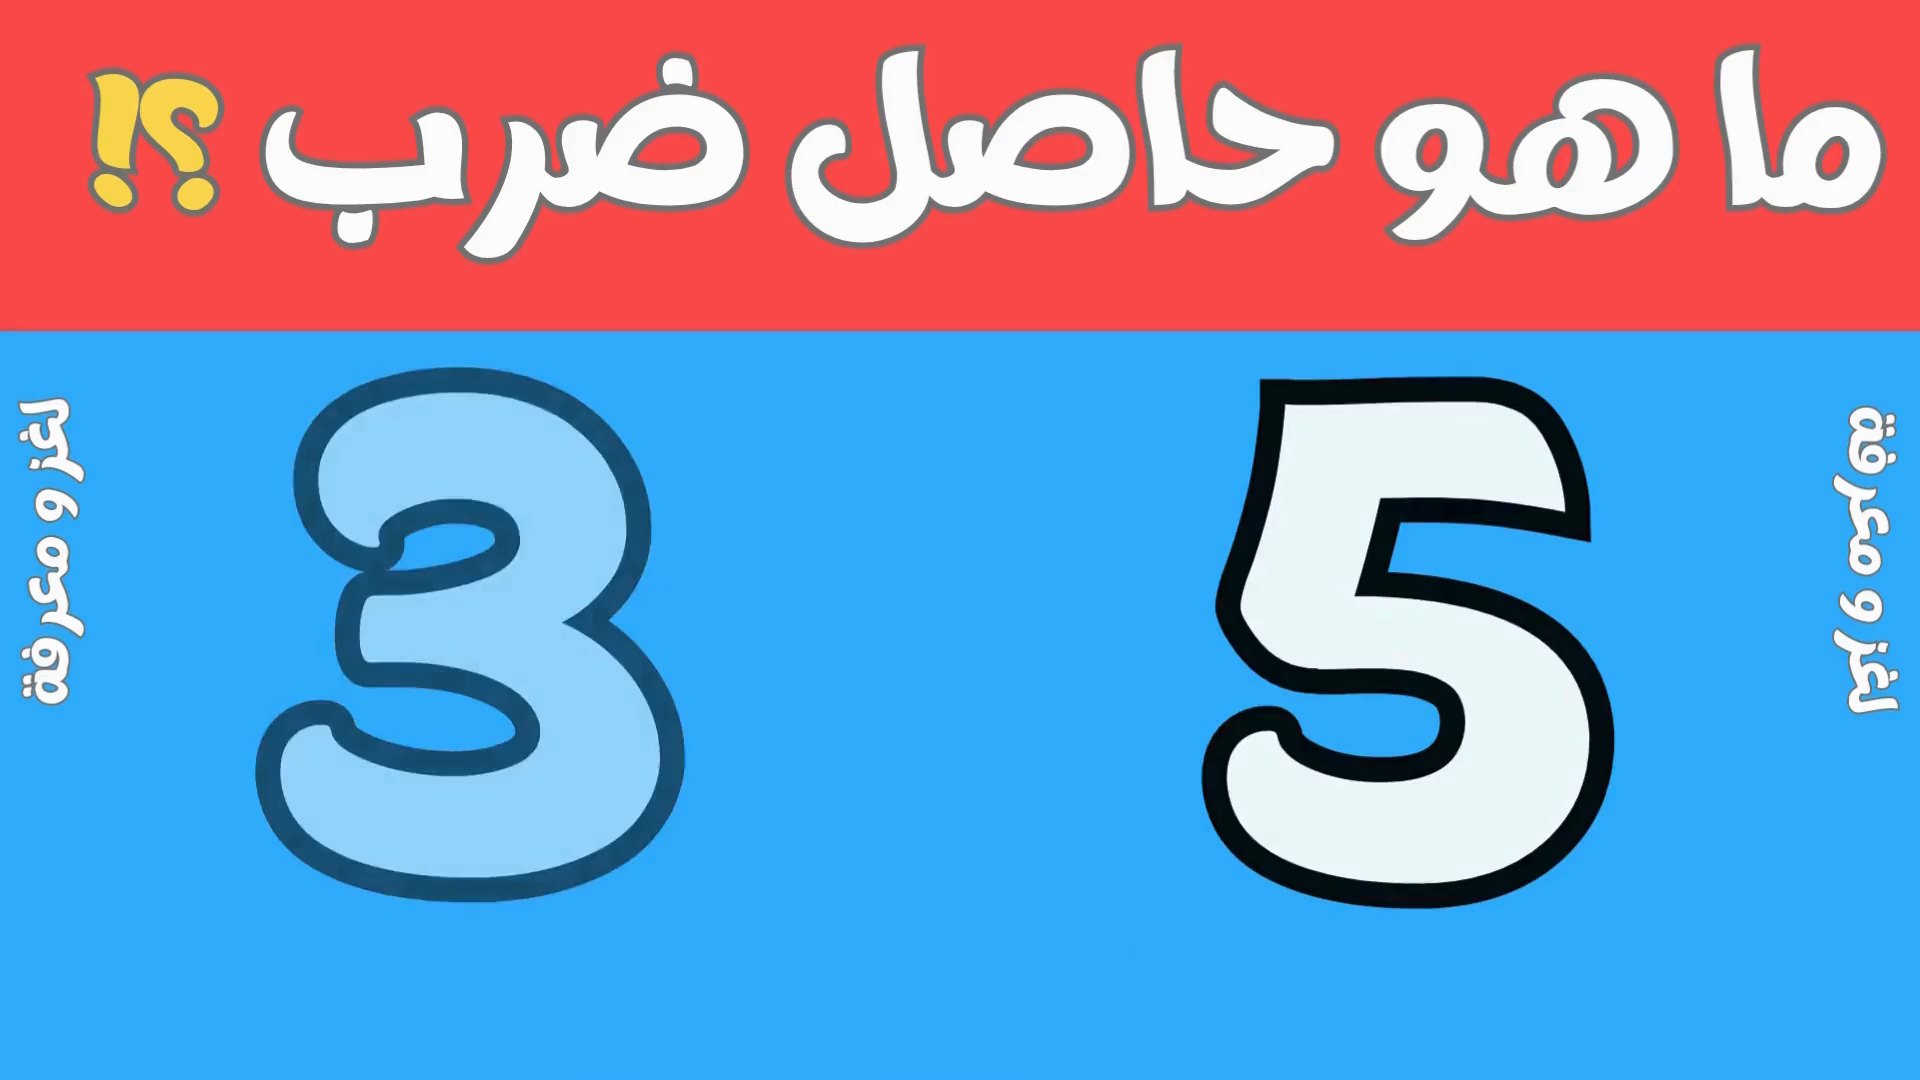 ما هو حاصل ضرب ؟!
3 5
لغز و معرفة
لغز و معرفة